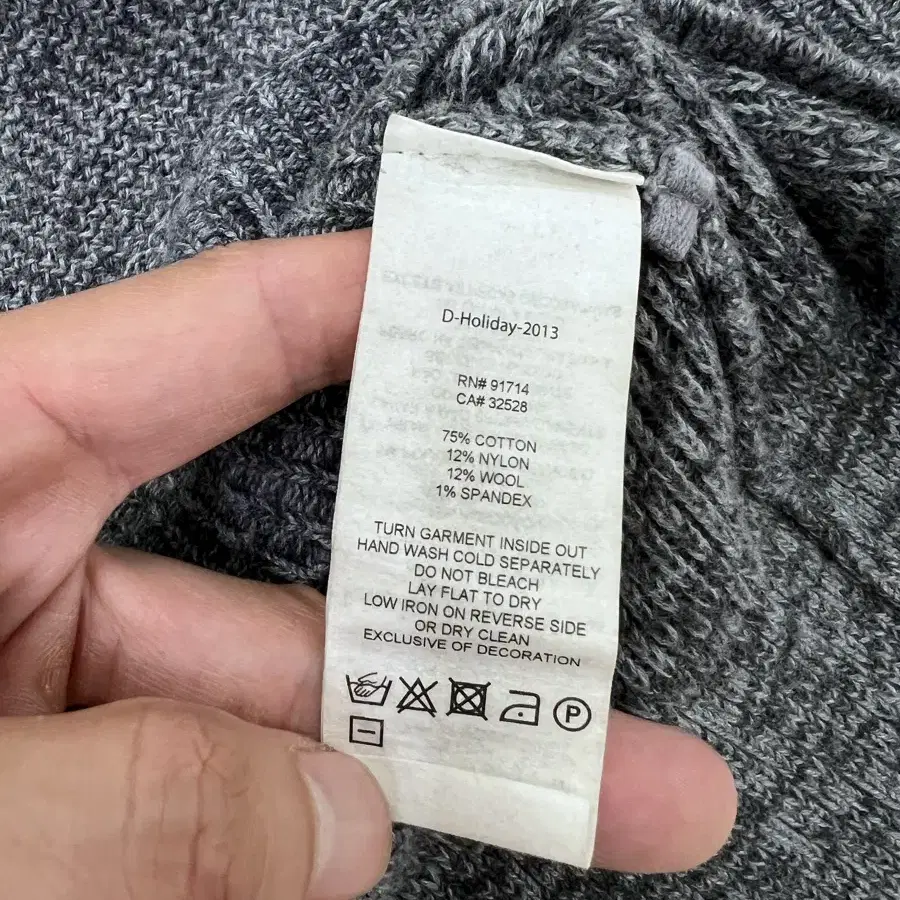 D-Holiday-2013
RN# 91714
CA# 32528
75% COTTON
12% NYLON
12% WOOL
1% SPANDEX
TURN GARMENT INSIDE OUT
HAND WASH COLD SEPARATELY
DO NOT BLEACH
LAY FLAT TO DRY
LOW IRON ON REVERSE SIDE
OR DRY CLEAN
EXCLUSIVE OF DECORATION
P